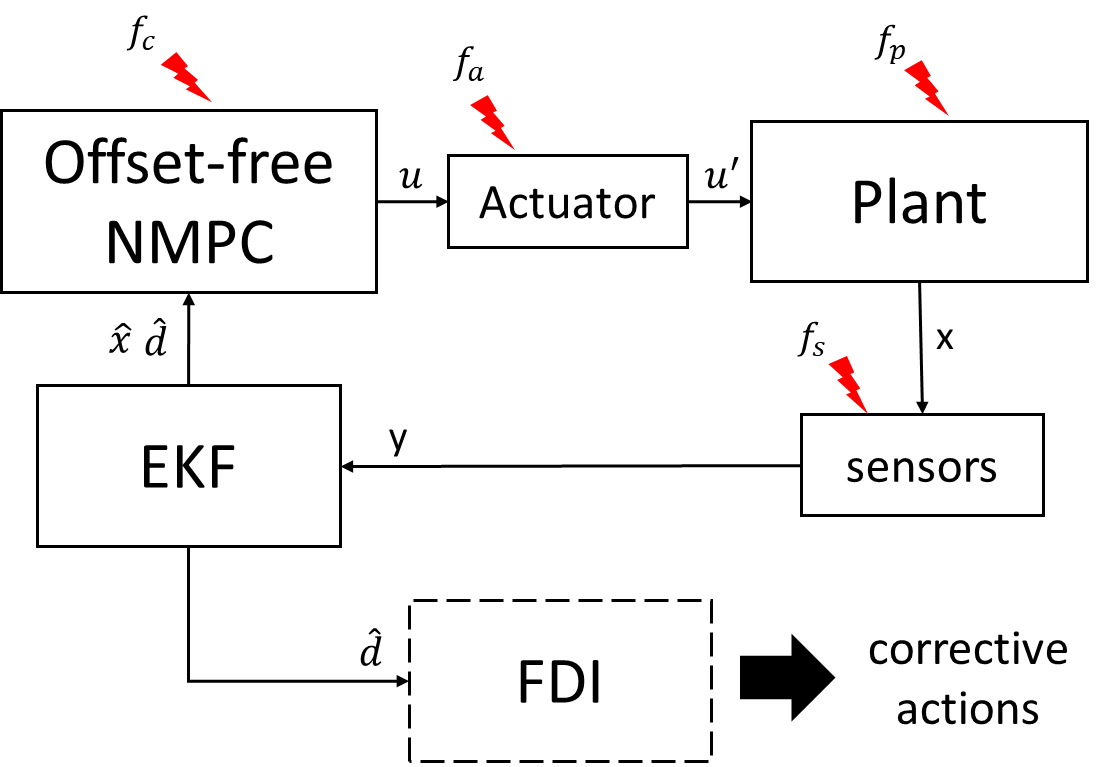 f_c
f_a
f_p
Offset-free
NMPC
u
Actuator
u′
Plant
x̂ d̂
f_s
x
EKF
y
sensors
d̂
FDI
corrective
actions